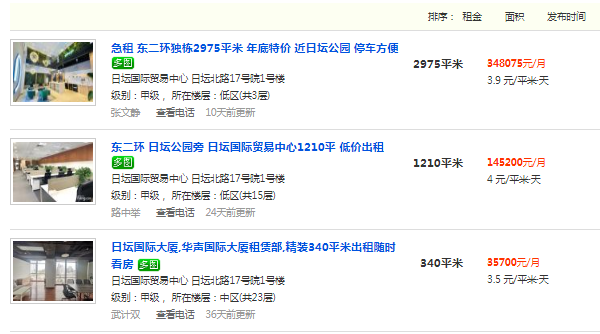 排序： 租金 面积 发布时间
急租 东二环独栋2975平米 年底特价 近日坛公园 停车方便
多图
日坛国际贸易中心 日坛北路17号院1号楼
级别：甲级 ，所在楼层：低区(共3层)
张文静 查看电话 10天前更新
2975平米
348075元/月
3.9 元/平米·天
东二环 日坛公园旁 日坛国际贸易中心1210平 低价出租
多图
日坛国际贸易中心 日坛北路17号院1号楼
级别：甲级 ，所在楼层：低区(共15层)
路中举 查看电话 24天前更新
1210平米
145200元/月
4 元/平米·天
日坛国际大厦,华声国际大厦租赁部,精装340平米出租随时
看房 多图
日坛国际贸易中心 日坛北路17号院1号楼
级别：甲级 ，所在楼层：中区(共23层)
武计双 查看电话 36天前更新
340平米
35700元/月
3.5 元/平米·天